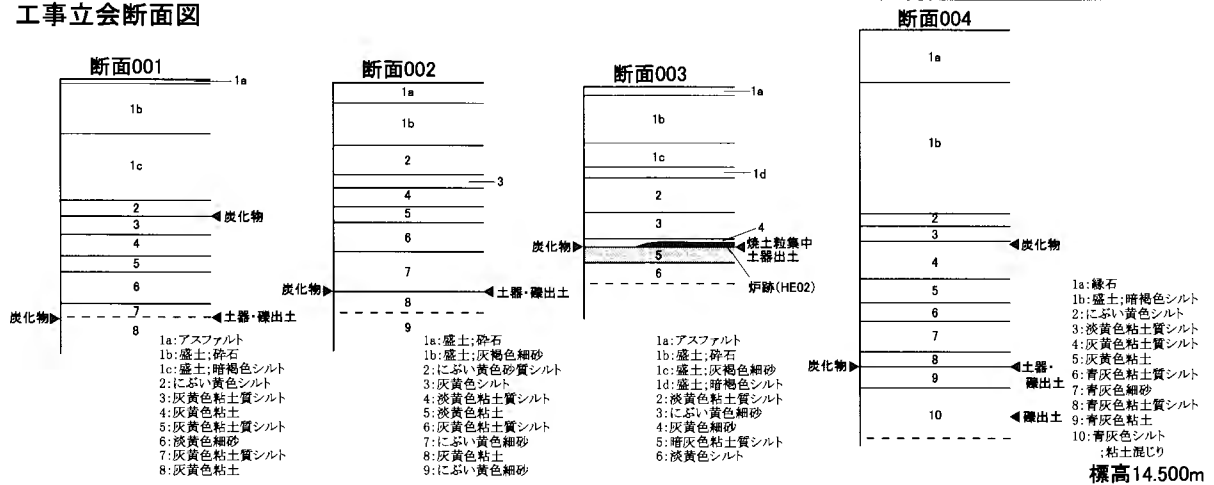 工事立会断面図
断面001
1a
1b
1c
2
◀炭化物
3
4
5
6
7
炭化物▶
◀土器・礫出土
8
1a:アスファルト
1b:盛土;砕石
1c:盛土;暗褐色シルト
2:にぶい黄色シルト
3:灰黄色粘土質シルト
4:灰黄色粘土
5:灰黄色粘土質シルト
6:淡黄色細砂
7:灰黄色粘土質シルト
8:灰黄色粘土
断面002
1a
1b
2
3
4
5
6
7
炭化物▶
◀土器・礫出土
8
9
1a:盛土;砕石
1b:盛土;灰褐色細砂
2:にぶい黄色砂質シルト
3:灰黄色シルト
4:淡黄色粘土質シルト
5:淡黄色粘土
6:灰黄色粘土質シルト
7:にぶい黄色細砂
8:灰黄色粘土
9:にぶい黄色細砂
断面003
1a
1b
1c
1d
2
3
4
炭化物▶
◀焼土粒集中
土器出土
5
6
炉跡(HE02)
1a:アスファルト
1b:盛土;砕石
1c:盛土;灰褐色細砂
1d:盛土;暗褐色シルト
2:淡黄色粘土質シルト
3:にぶい黄色細砂
4:灰黄色細砂
5:暗灰色粘土質シルト
6:淡黄色シルト
断面004
1a
1b
2
3
◀炭化物
4
5
6
7
8
炭化物▶
◀土器・
礫出土
9
10
◀礫出土
1a:縁石
1b:盛土;暗褐色シルト
2:にぶい黄色シルト
3:淡黄色粘土質シルト
4:灰黄色粘土質シルト
5:灰黄色粘土
6:青灰色粘土質シルト
7:青灰色細砂
8:青灰色粘土質シルト
9:青灰色粘土
10:青灰色シルト
;粘土混じり
標高14.500m